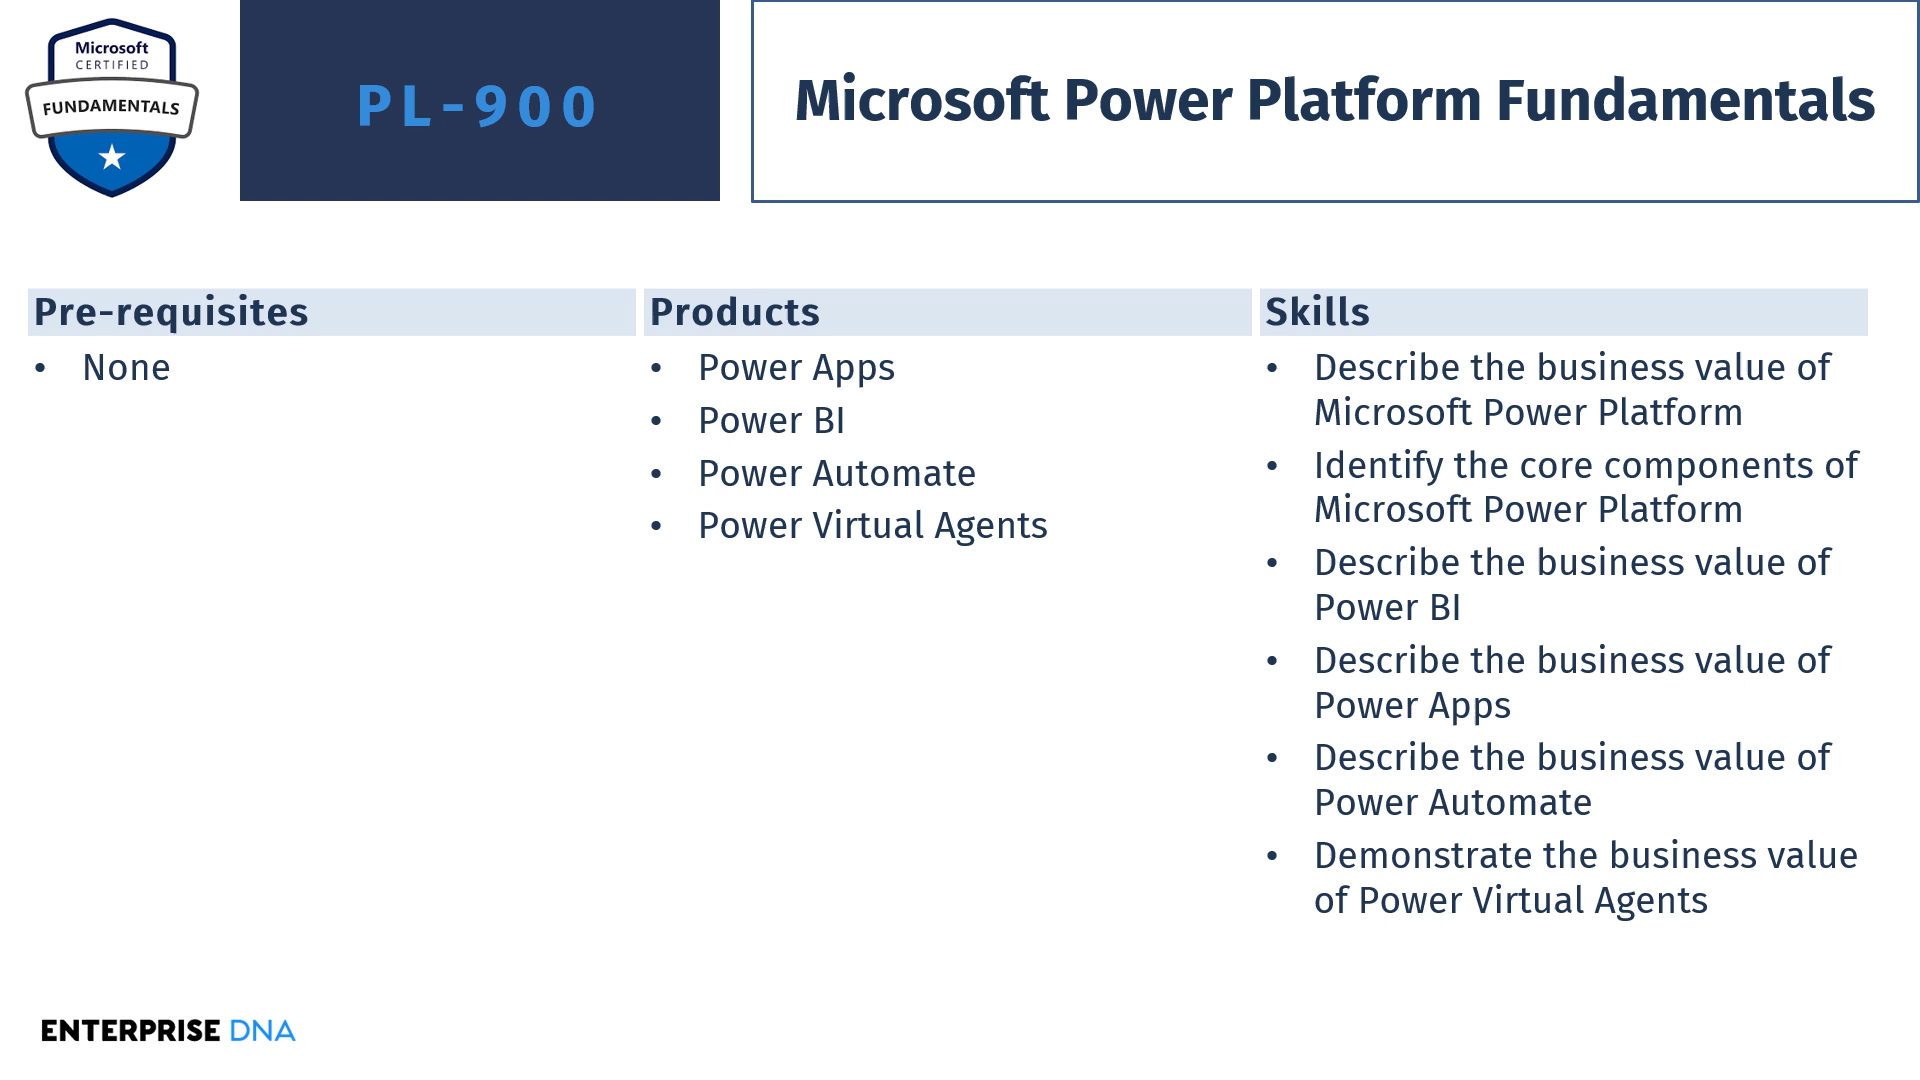 Microsoft
CERTIFIED
FUNDAMENTALS
PL-900
Microsoft Power Platform Fundamentals
Pre-requisites
• None
Products
• Power Apps
• Power BI
• Power Automate
• Power Virtual Agents
Skills
• Describe the business value of
Microsoft Power Platform
• Identify the core components of
Microsoft Power Platform
• Describe the business value of
Power BI
• Describe the business value of
Power Apps
• Describe the business value of
Power Automate
• Demonstrate the business value
of Power Virtual Agents
ENTERPRISE DNA